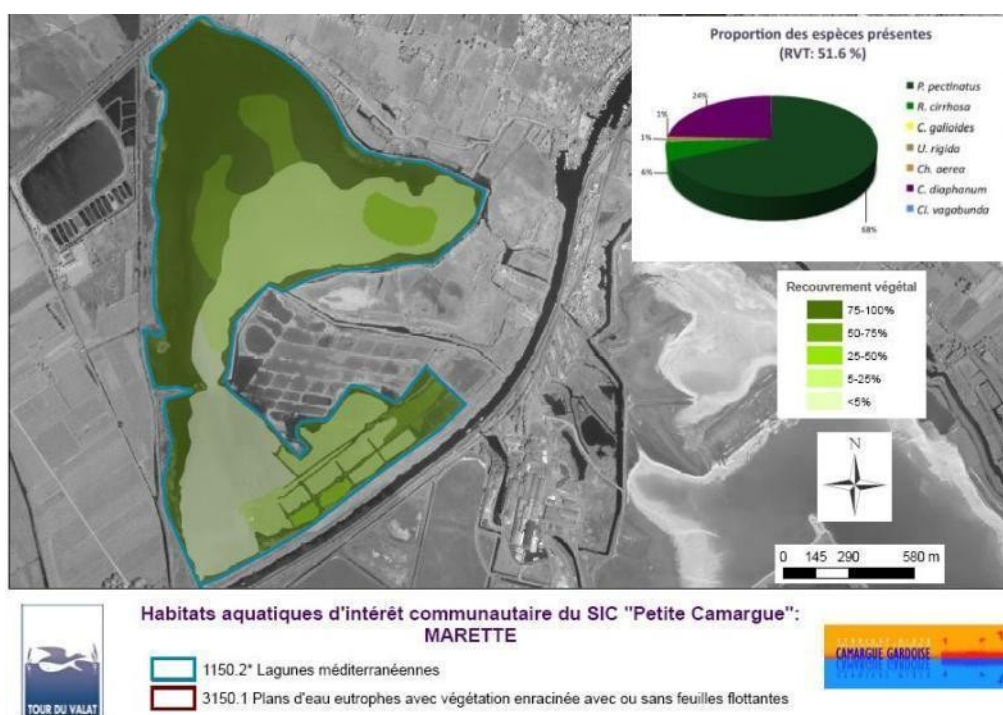 Proportion des espèces présentes
(RVT: 51.6 %)
24%
1%
1%
6%
68%
P. pectinatus
R. cirrhosa
C. galioides
U. rigida
Ch. aerea
C. diaphanum
Cl. vagabunda
Recouvrement végétal
75-100%
50-75%
25-50%
5-25%
<5%
N
0 145 290 580 m
Habitats aquatiques d'intérêt communautaire du SIC "Petite Camargue":
MARETTE
1150.2* Lagunes méditerranéennes
3150.1 Plans d'eau eutrophes avec végétation enracinée avec ou sans feuilles flottantes
TOUR DU VALAT
CAMARGUE GARDOISE